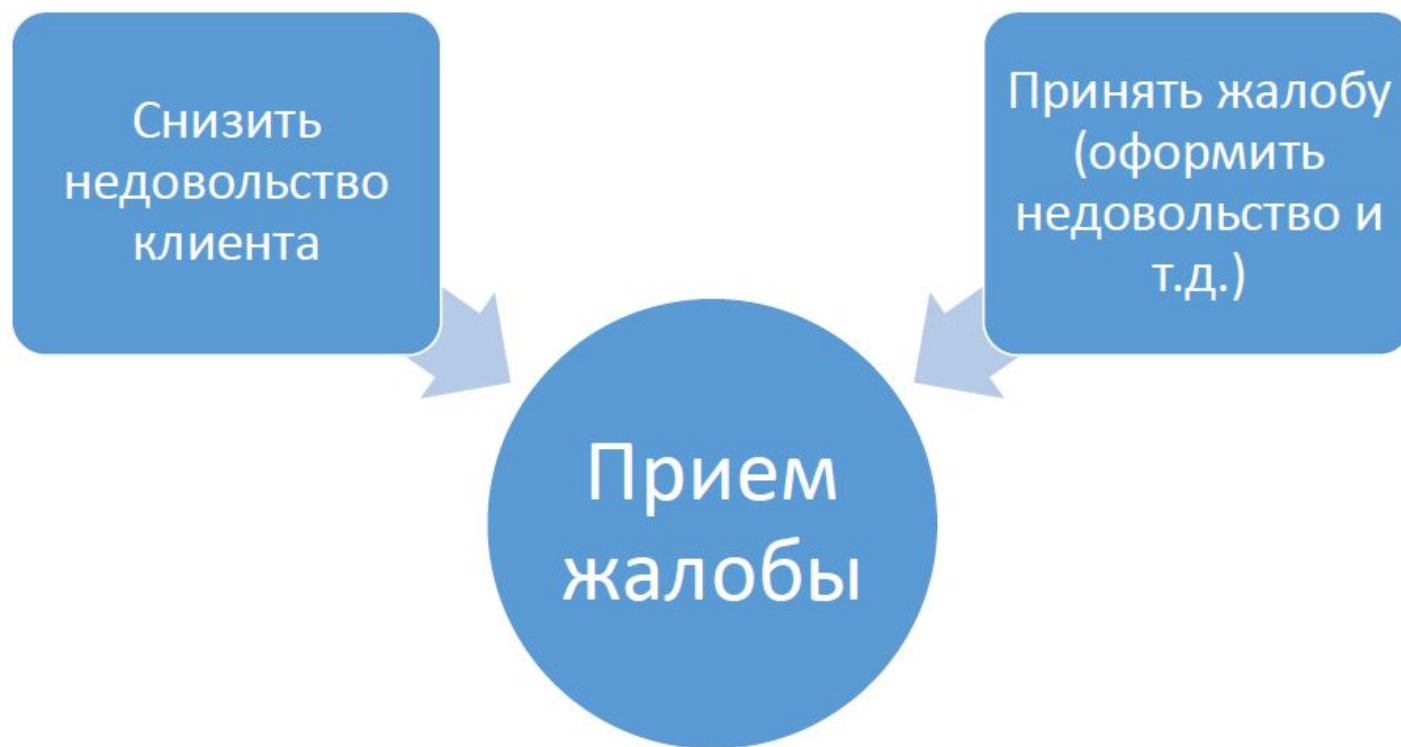 Снизить
недовольство
клиента
Принять жалобу
(оформить
недовольство и
т.д.)
Прием
жалобы